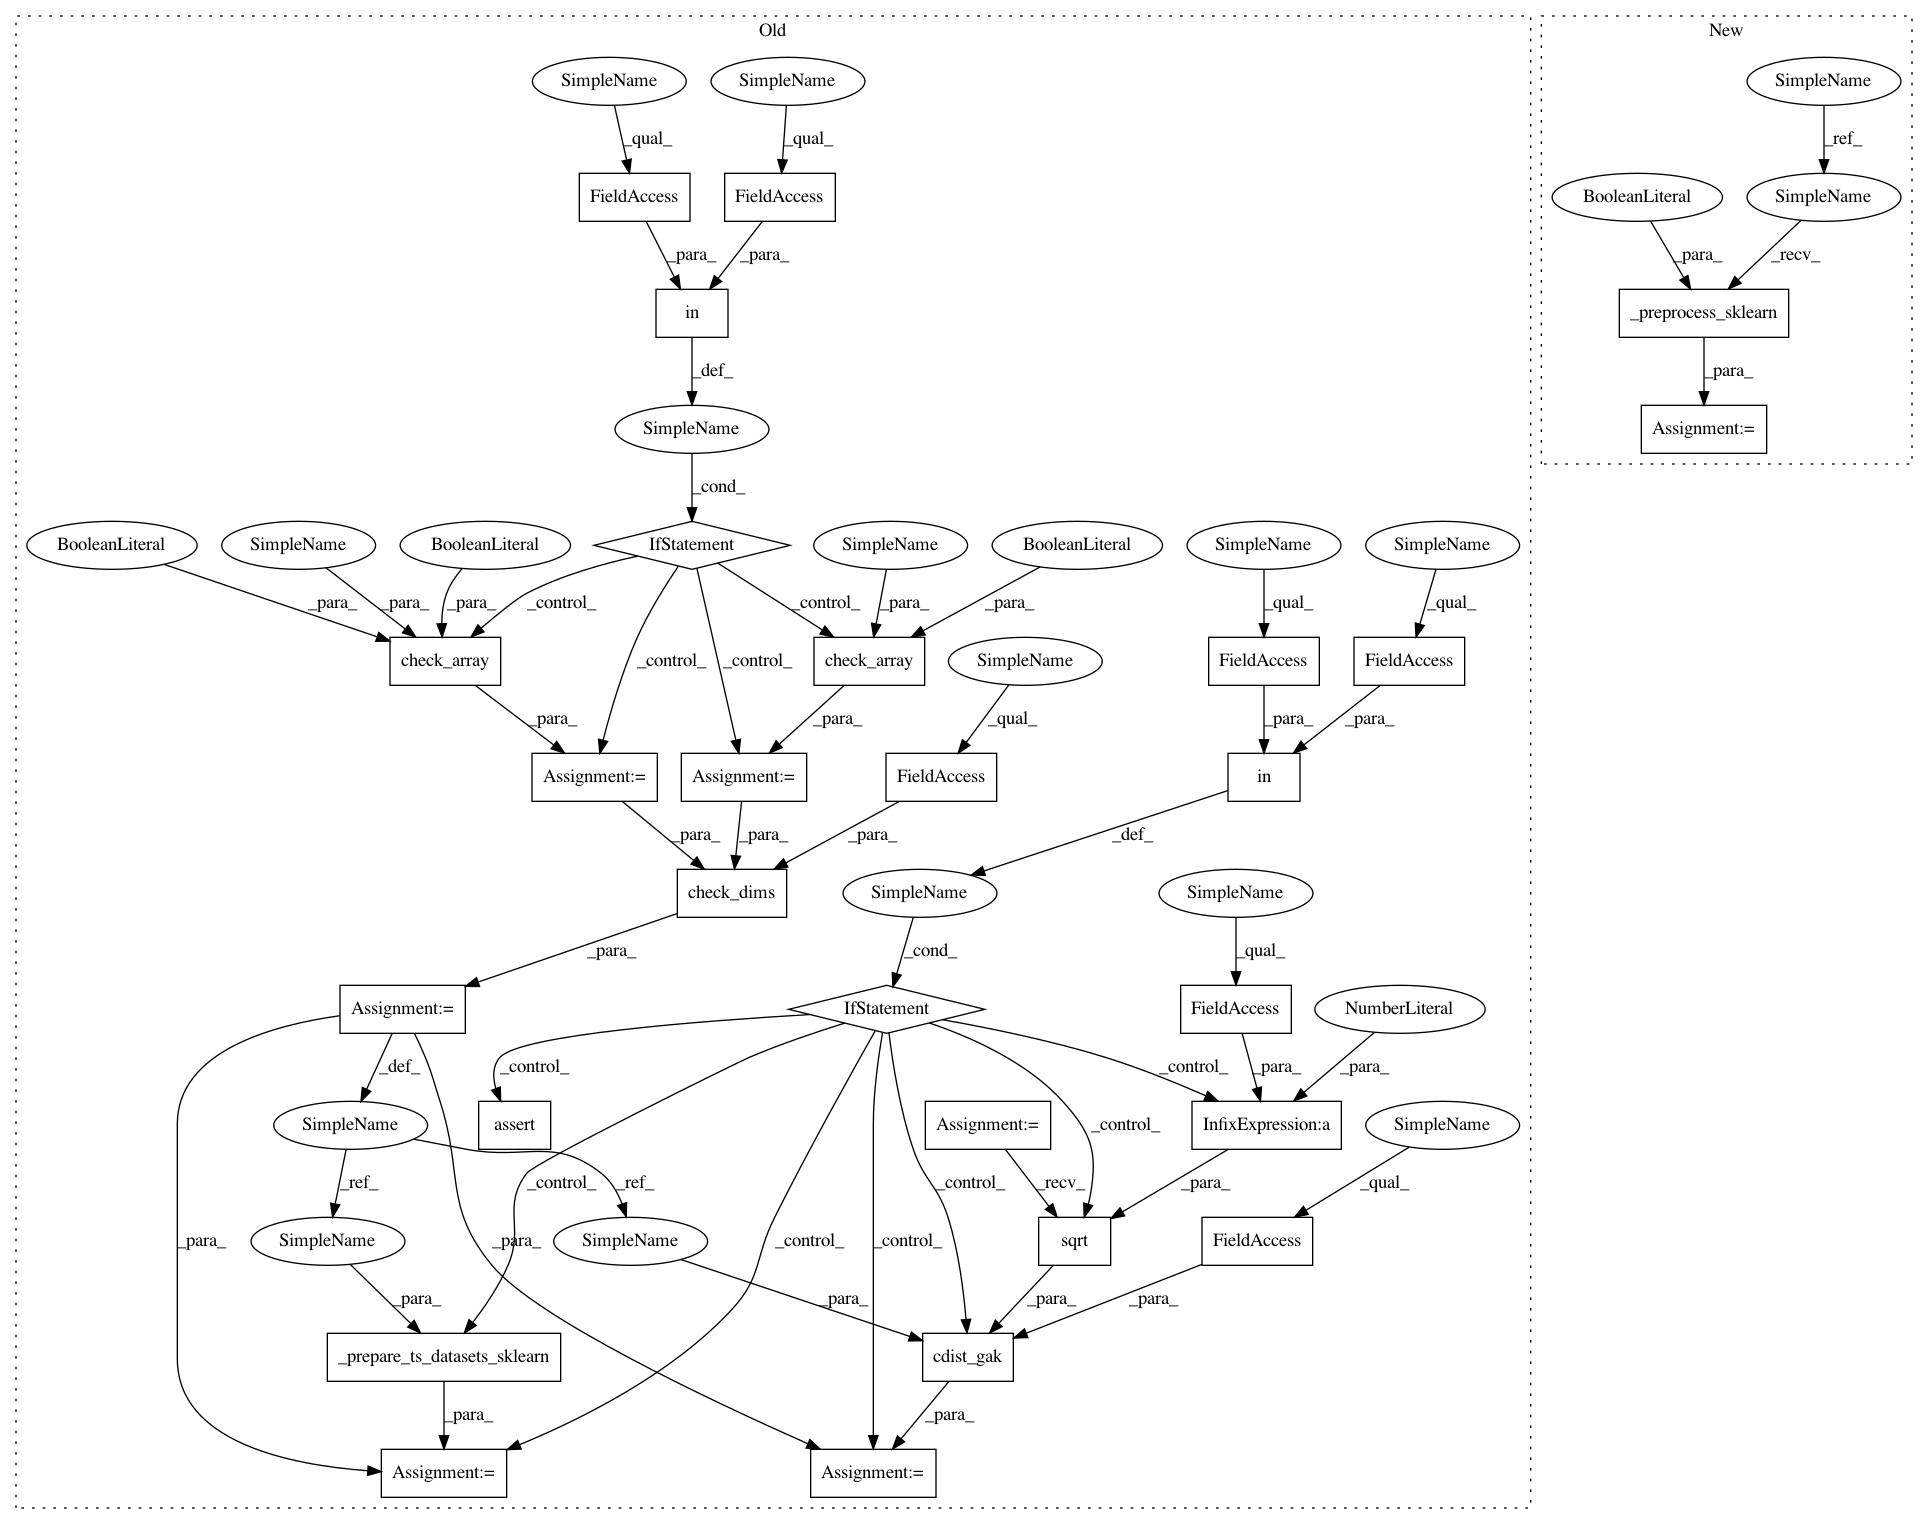 Old
New
SimpleName
SimpleName
SimpleName
_qual_
_qual_
_ref_
FieldAccess
FieldAccess
BooleanLiteral
SimpleName
_para_
_para_
_para_
_recv_
in
_preprocess_sklearn
_def_
_para_
SimpleName
Assignment:=
_cond_
BooleanLiteral
SimpleName
BooleanLiteral
IfStatement
SimpleName
BooleanLiteral
SimpleName
SimpleName
_para_
_para_
_para_
_control_
_control_
_para_
_para_
_qual_
_qual_
check_array
_control_
_control_
check_array
SimpleName
FieldAccess
FieldAccess
_para_
_para_
_qual_
_para_
_para_
Assignment:=
Assignment:=
FieldAccess
in
_para_
_para_
_para_
_def_
check_dims
SimpleName
SimpleName
_para_
_cond_
_qual_
Assignment:=
IfStatement
FieldAccess
NumberLiteral
_def_
_control_
_control_
_para_
_para_
SimpleName
assert
Assignment:=
_control_
InfixExpression:a
SimpleName
_ref_
_control_
_ref_
_control_
_recv_
_para_
_qual_
_para_
SimpleName
_para_
SimpleName
_control_
_control_
sqrt
FieldAccess
_para_
_para_
_para_
_para_
_prepare_ts_datasets_sklearn
cdist_gak
_para_
_para_
Assignment:=
Assignment:=